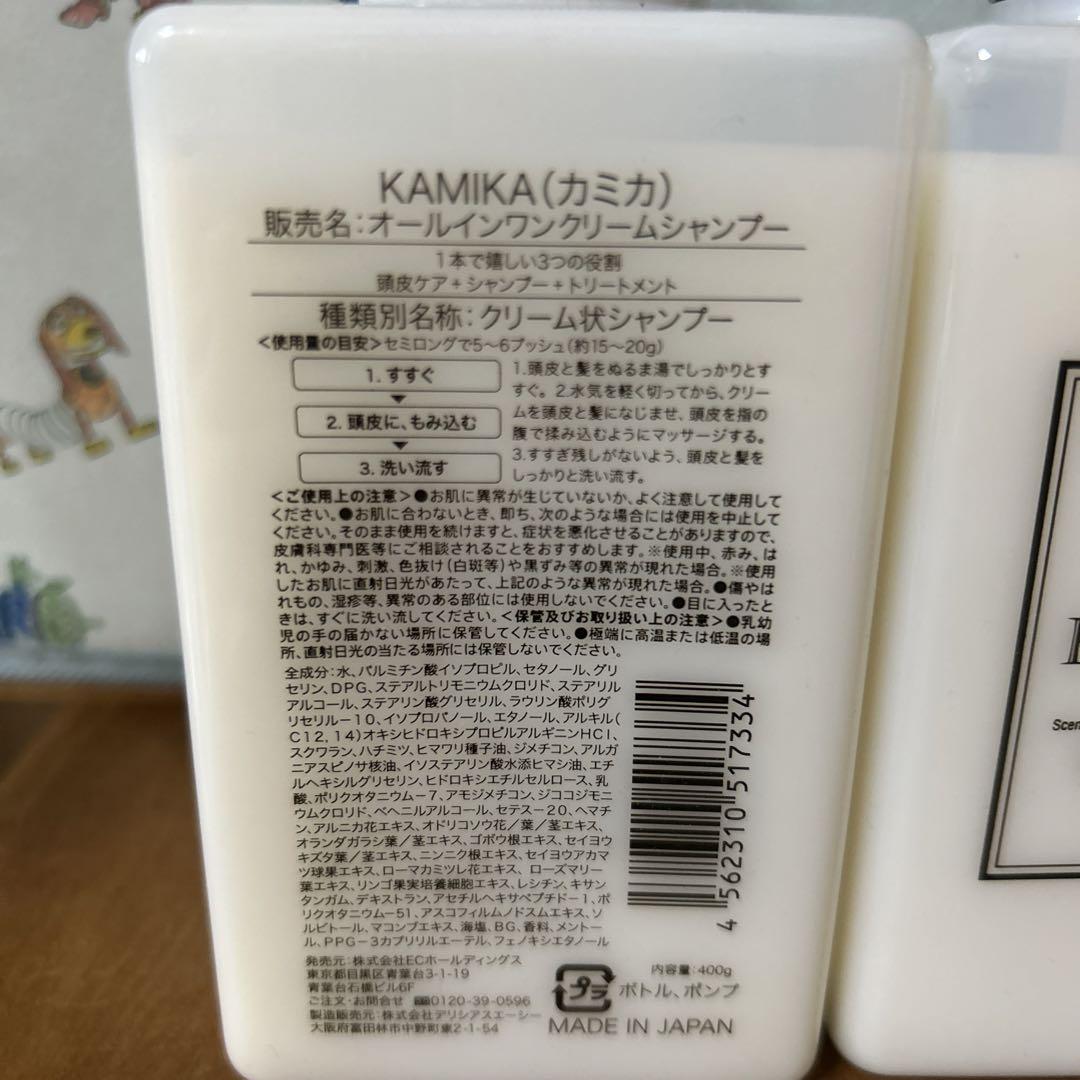 KAMIKA(カミカ)
販売名:オールインワンクリームシャンプー
1本で嬉しい3つの役割
頭皮ケア+シャンプー+トリートメント
種類別名称:クリーム状シャンプー
<使用量の目安>セミロングで5~6プッシュ(約15~20g)
1. すすぐ
2. 頭皮に、もみ込む
3. 洗い流す
1.頭皮と髪をぬるま湯でしっかりとす
すぐ。2.水気を軽く切ってから、クリー
ムを頭皮と髪になじませ、頭皮を指の
腹で揉み込むようにマッサージする。
3.すすぎ残しがないよう、頭皮と髪を
しっかりと洗い流す。
<ご使用上の注意>●お肌に異常が生じていないか、よく注意して使用して
ください。●お肌に合わないとき、即ち、次のような場合には使用を中止して
ください。そのまま使用を続けますと、症状を悪化させることがありますので、
皮膚科専門医等にご相談されることをおすすめします。※使用中、赤み、は
れ、かゆみ、刺激、色抜け(白斑等)や黒ずみ等の異常が現れた場合。※使用
したお肌に直射日光があたって、上記のような異常が現れた場合。●傷やは
れもの、湿疹等、異常のある部位には使用しないでください。●目に入ったと
きは、すぐに洗い流してください。<保管及びお取り扱い上の注意>●乳幼
児の手の届かない場所に保管してください。●極端に高温または低温の場
所、直射日光の当たる場所には保管しないでください。
全成分:水、パルミチン酸イソプロピル、セタノール、グリ
セリン、DPG、ステアルトリモニウムクロリド、ステアリル
アルコール、ステアリン酸グリセリル、ラウリン酸ポリグ
リセリル-10、イソプロパノール、エタノール、アルキル(
C12,14)オキシヒドロキシプロピルアルギニンHCl、
スクワラン、ハチミツ、ヒマワリ種子油、ジメチコン、アルガ
ニアスピノサ核油、イソステアリン酸水添ヒマシ油、エチ
ルヘキシルグリセリン、ヒドロキシエチルセルロース、乳
酸、ポリクオタニウム-7、アモジメチコン、ジココジモニ
ウムクロリド、ベヘニルアルコール、セテス-20、ヘマチ
ン、アルニカ花エキス、オドリコソウ花/葉/茎エキス、
オランダガラシ葉/茎エキス、ゴボウ根エキス、セイヨウ
キズタ葉/茎エキス、ニンニク根エキス、セイヨウアカマ
ツ球果エキス、ローマカミツレ花エキス、ローズマリー
葉エキス、リンゴ果実培養細胞エキス、レシチン、キサン
タンガム、デキストラン、アセチルヘキサペプチド-1、ポ
リクオタニウム-51、アスコフィルムノドスムエキス、ソ
ルビトール、マコンブエキス、海塩、BG、香料、メントー
ル、PPG-3カプリリルエーテル、フェノキシエタノール
4 562310 517334
発売元:株式会社ECホールディングス
東京都目黒区青葉台3-1-19
青葉台石橋ビル6F
ご注文・お問合せ 0120-39-0596
製造販売元:株式会社デリシアスエーシー
大阪府富田林市中野町東2-1-54
内容量:400g
プラ ボトル、ポンプ
MADE IN JAPAN
Scen